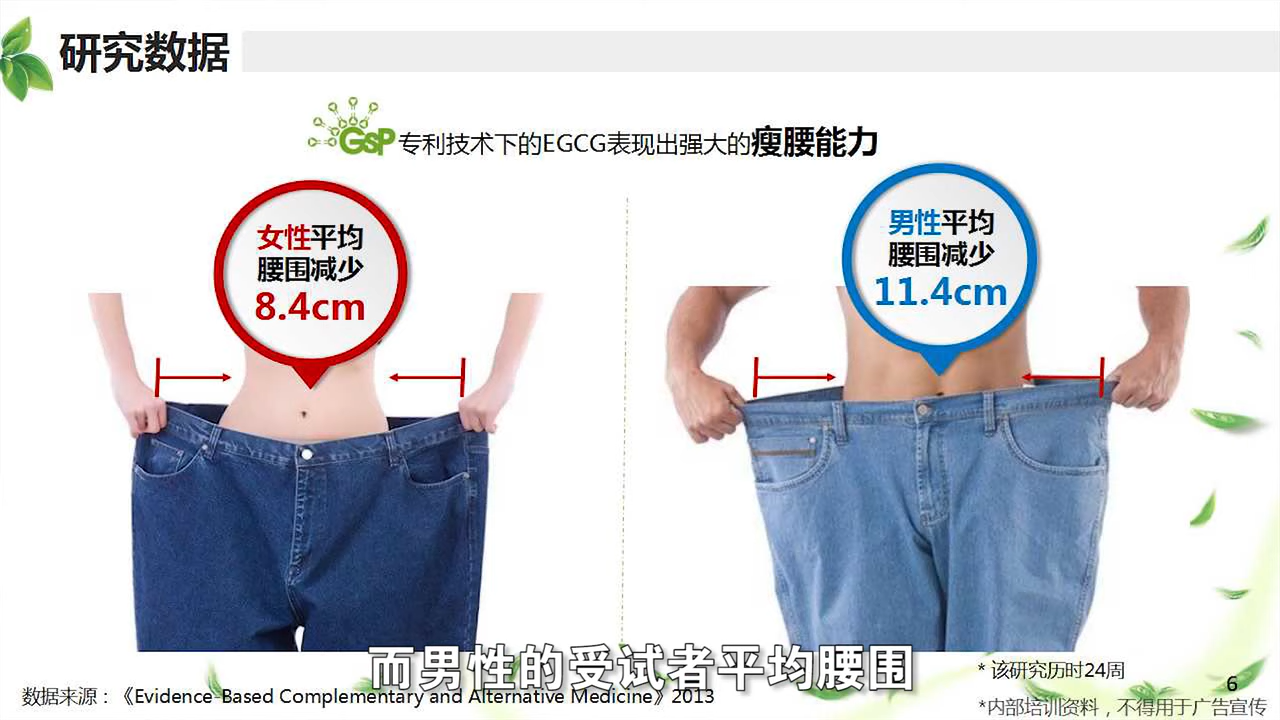 研究数据
GSP 专利技术下的EGCG表现出强大的瘦腰能力
女性平均
腰围减少
8.4cm
男性平均
腰围减少
11.4cm
而男性的受试者平均腰围
* 该研究历时24周
数据来源:《Evidence-Based Complementary and Alternative Medicine》2013
6
*内部培训资料,不得用于广告宣传